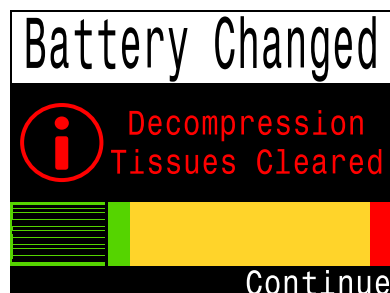 Battery Changed
Decompression
Tissues Cleared
Continue